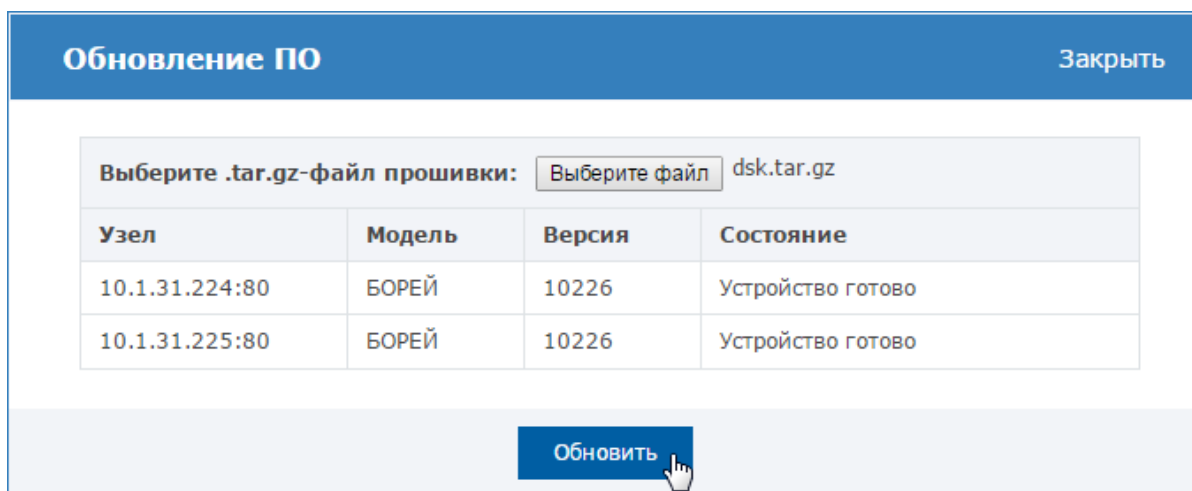 Обновление ПО Закрыть
Выберите .tar.gz-файл прошивки: Выберите файл dsk.tar.gz
Узел Модель Версия Состояние
10.1.31.224:80 БОРЕЙ 10226 Устройство готово
10.1.31.225:80 БОРЕЙ 10226 Устройство готово
Обновить